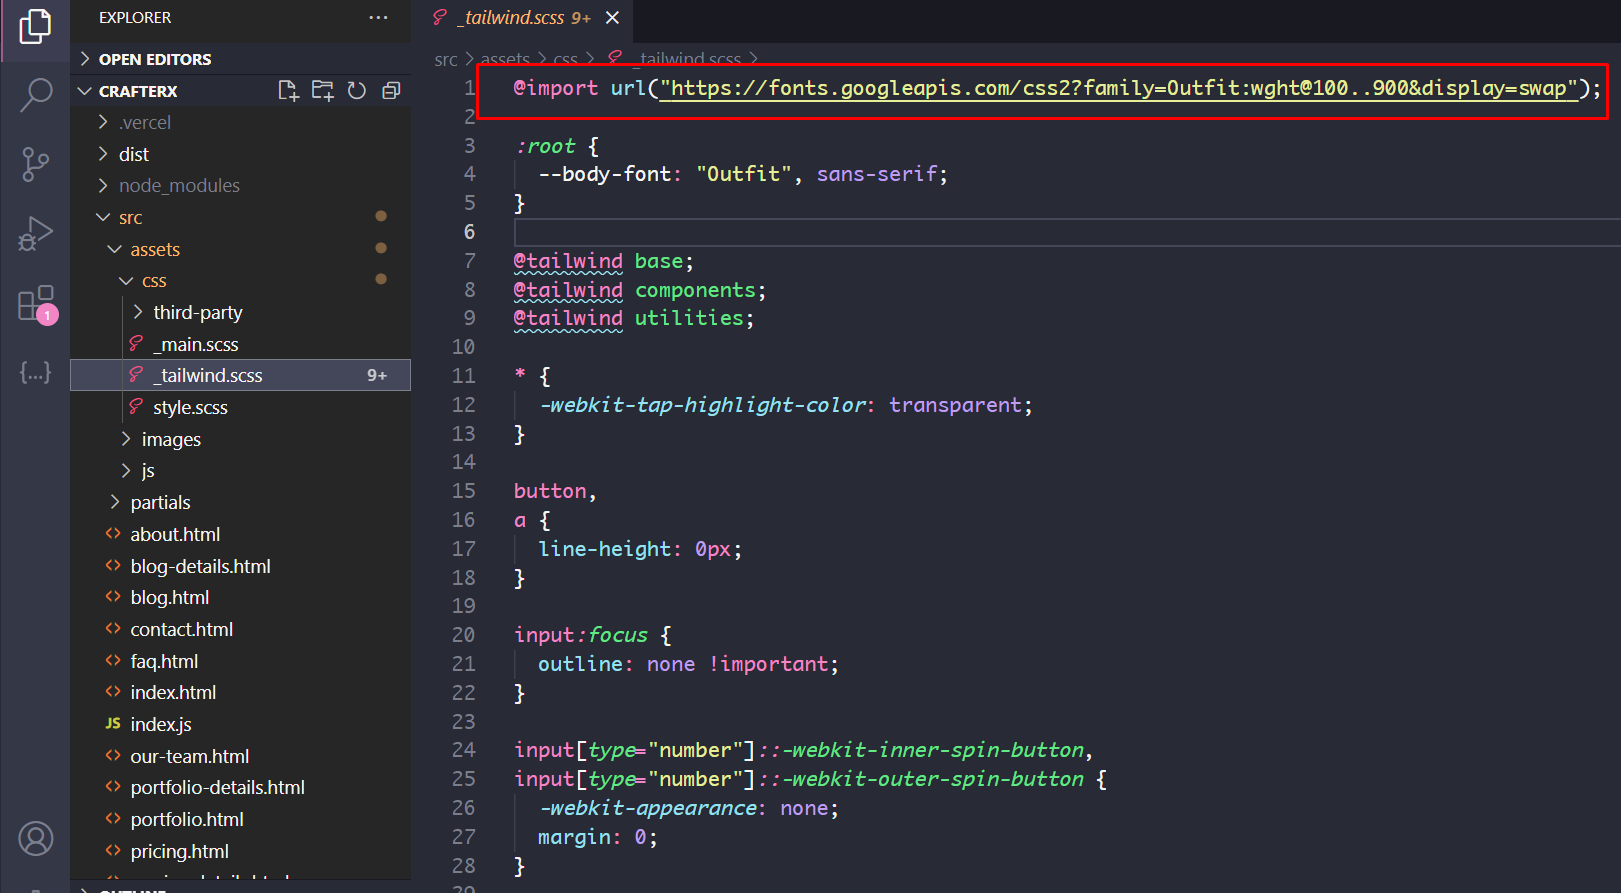 EXPLORER
OPEN EDITORS
CRAFTERX
.vercel
dist
node_modules
src
assets
css
third-party
_main.scss
_tailwind.scss 9+
style.scss
images
js
partials
about.html
blog-details.html
blog.html
contact.html
faq.html
index.html
JS index.js
our-team.html
portfolio-details.html
portfolio.html
pricing.html
OUTLINE
1
{...}
_tailwind.scss 9+
src > assets > css > _tailwind.scss >
1 @import url("https://fonts.googleapis.com/css2?family=Outfit:wght@100..900&display=swap");
2
3 :root {
4 --body-font: "Outfit", sans-serif;
5 }
6
7 @tailwind base;
8 @tailwind components;
9 @tailwind utilities;
10
11 * {
12 -webkit-tap-highlight-color: transparent;
13 }
14
15 button,
16 a {
17 line-height: 0px;
18 }
19
20 input:focus {
21 outline: none !important;
22 }
23
24 input[type="number"]::-webkit-inner-spin-button,
25 input[type="number"]::-webkit-outer-spin-button {
26 -webkit-appearance: none;
27 margin: 0;
28 }
29